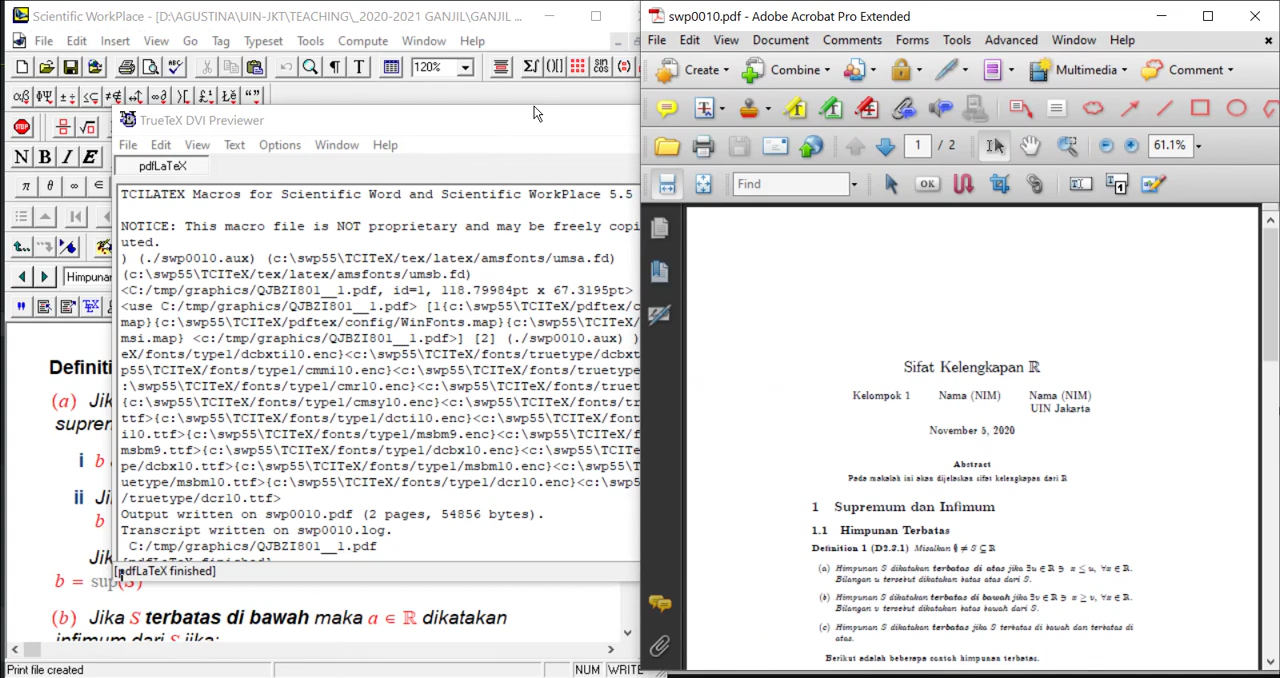 Scientific WorkPlace - [D:\AGUSTINA\UIN-JKT\TEACHING\_2020-2021 GANJIL\GANJIL ...
File Edit Insert View Go Tag Typeset Tools Compute Window Help
120%
TrueTeX DVI Previewer
File Edit View Text Options Window Help
pdfLaTeX
TCILATEX Macros for Scientific Word and Scientific WorkPlace 5.5
NOTICE: This macro file is NOT proprietary and may be freely copi
uted.
) (./swp0010.aux) (c:\swp55\TCITeX/tex/latex/amsfonts/umsa.fd)
(c:\swp55\TCITeX/tex/latex/amsfonts/umsb.fd)
<C:/tmp/graphics/QJBZI801__1.pdf, id=1, 118.79984pt x 67.3195pt>
<use C:/tmp/graphics/QJBZI801__1.pdf> [1{c:\swp55\TCITeX/pdftex/c
map}{c:\swp55\TCITeX/pdftex/config/WinFonts.map}{c:\swp55\TCITeX/
msi.map} <c:/tmp/graphics/QJBZI801__1.pdf>] [2] (./swp0010.aux) )
eX/fonts/type1/dcbxti10.enc}<c:\swp55\TCITeX/fonts/truetype/dcbxt
p55\TCITeX/fonts/type1/cmmi10.enc}<c:\swp55\TCITeX/fonts/truetype
:\swp55\TCITeX/fonts/type1/cmr10.enc}<c:\swp55\TCITeX/fonts/truet
{c:\swp55\TCITeX/fonts/type1/cmsy10.enc}<c:\swp55\TCITeX/fonts/tr
ttf>{c:\swp55\TCITeX/fonts/type1/dcti10.enc}<c:\swp55\TCITeX/font
i10.ttf>{c:\swp55\TCITeX/fonts/type1/msbm9.enc}<c:\swp55\TCITeX/f
msbm9.ttf>{c:\swp55\TCITeX/fonts/type1/dcbx10.enc}<c:\swp55\TCITe
pe/dcbx10.ttf>{c:\swp55\TCITeX/fonts/type1/msbm10.enc}<c:\swp55\T
uetype/msbm10.ttf>{c:\swp55\TCITeX/fonts/type1/dcr10.enc}<c:\swp5
/truetype/dcr10.ttf>
Output written on swp0010.pdf (2 pages, 54856 bytes).
Transcript written on swp0010.log.
C:/tmp/graphics/QJBZI801__1.pdf
[pdfLaTeX finished]
Himpunan
Definiti
(a) Jik
supren
i b
ii Ji
b
Jik
b = sup(S)
(b) Jika S terbatas di bawah maka a ∈ ℝ dikatakan
infimum dari S jika:
Print file created
NUM WRITE
swp0010.pdf - Adobe Acrobat Pro Extended
File Edit View Document Comments Forms Tools Advanced Window Help
Create Combine Multimedia Comment
1 / 2 61.1%
Find
OK
Sifat Kelengkapan ℝ
Kelompok 1 Nama (NIM) Nama (NIM)
UIN Jakarta
November 5, 2020
Abstract
Pada makalah ini akan dijelaskan sifat kelengkapan dari ℝ
1 Supremum dan Infimum
1.1 Himpunan Terbatas
Definition 1 (D2.3.1) Misalkan ∮ ≠ S ⊆ ℝ
(a) Himpunan S dikatakan terbatas di atas jika ∃u ∈ ℝ ∋ x ≤ u, ∀x ∈ ℝ.
Bilangan u tersebut dikatakan batas atas dari S.
(b) Himpunan S dikatakan terbatas di bawah jika ∃v ∈ ℝ ∋ x ≥ v, ∀x ∈ ℝ.
Bilangan v tersebut dikatakan batas bawah dari S.
(c) Himpunan S dikatakan terbatas jika S terbatas di bawah dan terbatas di
atas.
Berikut adalah beberapa contoh himpunan terbatas.